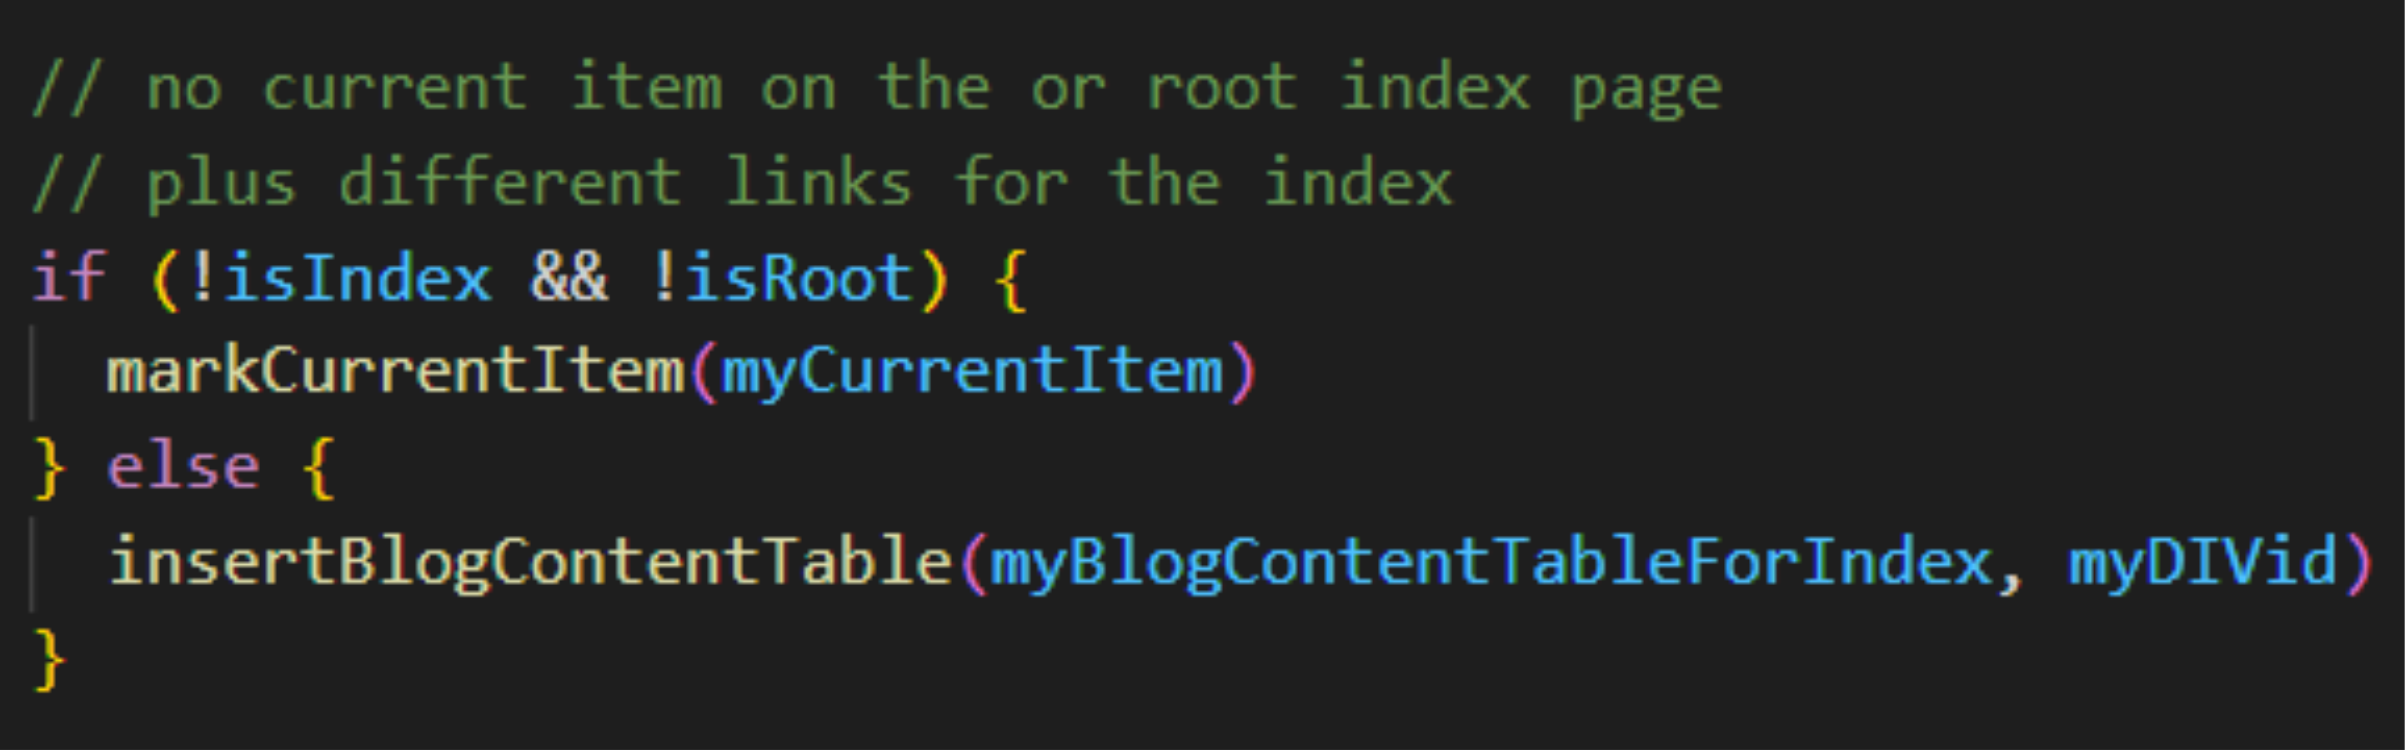 // no current item on the or root index page
// plus different links for the index
if (!isIndex && !isRoot) {
  markCurrentItem(myCurrentItem)
} else {
  insertBlogContentTable(myBlogContentTableForIndex, myDIVid)
}